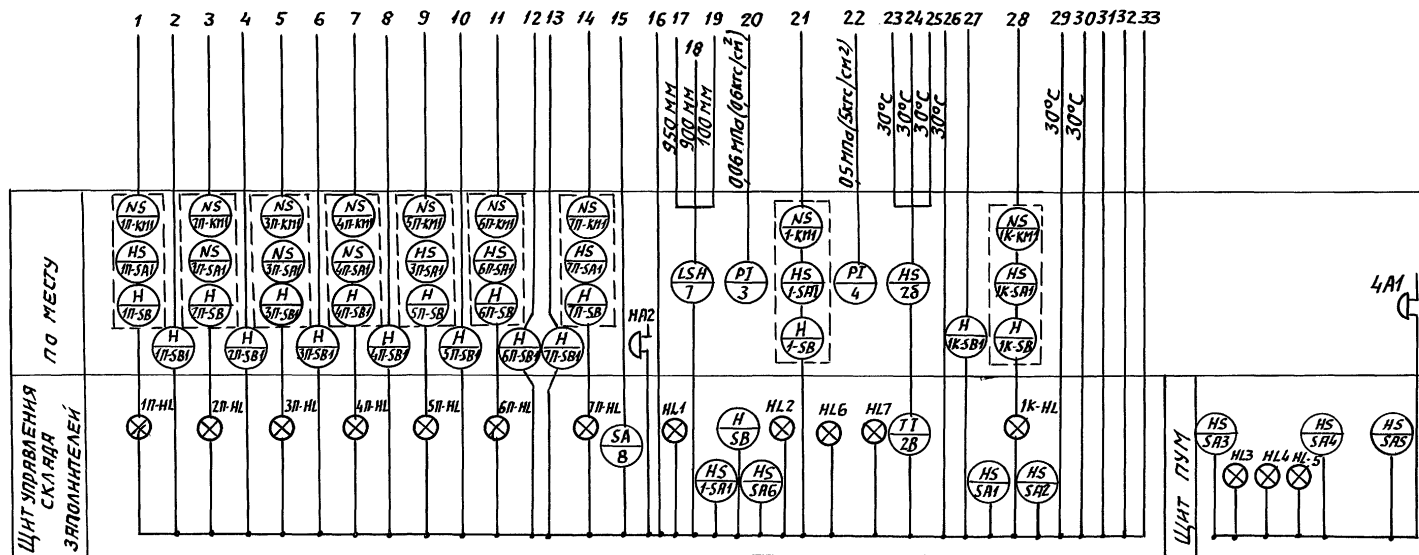 1 2 3 4 5 6 7 8 9 10 11 12 13 14 15 16 17 19 20 21 22 23 24 25 26 27 28 29 30 31 32 33
18
950 мм
900 мм
100 мм
0,06 МПа (0,6кгс/см²)
0,5 МПа (5кгс/см2)
30°С
30°С
30°С
30°С
30°С
30°С
ПО МЕСТУ
NS 1П-КМ1
NS 2П-КМ1
NS 3П-КМ1
NS 4П-КМ1
NS 5П-КМ1
NS 6П-КМ1
NS 7П-КМ1
NS 1-КМ1
NS 1К-КМ1
HS 1П-SA1
NS 2П-SA1
NS 3П-SA1
NS 4П-SA1
HS 3П-SA1
HS 6П-SA1
HS 7П-SA1
LSH 7
PI 3
HS 1-SA1
PI 4
HS 2б
HS 1К-SA1
4А1
H 1П-SB
H 2П-SB
H 3П-SB1
H 4П-SB1
H 5П-SB
H 6П-SB
H 7П-SB
H 1П-SB1
H 2П-SB1
H 3П-SB1
H 4П-SB1
H 5П-SB1
H 6П-SB1
H 7П-SB1
НА2
H 1-SB
H 1К-SB1
H 1К-SB
ЩИТ УПРАВЛЕНИЯ
СКЛАДА
ЗАПОЛНИТЕЛЕЙ
1П-HL
2П-HL
3П-HL
4П-HL
5П-HL
6П-HL
7П-HL
SA 8
HL1
H SB
HL2
HL6
HL7
TT 2В
1К-HL
HS 1-SA1
HS SA6
HS SA1
HS SA2
ЩИТ ПУМ
HS SA3
HL3
HL4
HL-5
HS SA4
HS SA5